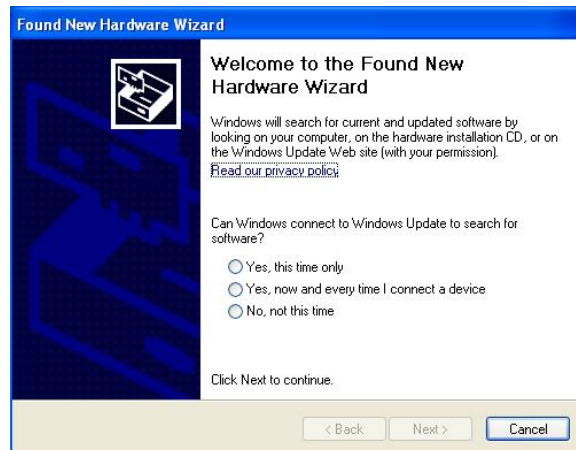 Found New Hardware Wizard
Welcome to the Found New
Hardware Wizard
Windows will search for current and updated software by
looking on your computer, on the hardware installation CD, or on
the Windows Update Web site (with your permission).
Read our privacy policy
Can Windows connect to Windows Update to search for
software?
Yes, this time only
Yes, now and every time I connect a device
No, not this time
Click Next to continue.
< Back
Next >
Cancel